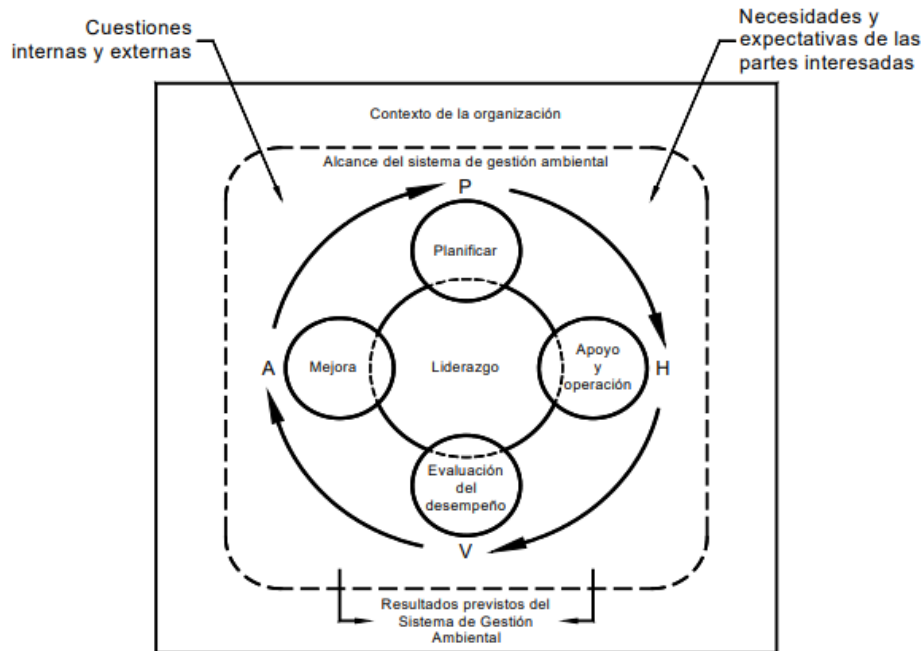 Cuestiones
internas y externas
Necesidades y
expectativas de las
partes interesadas
Contexto de la organización
Alcance del sistema de gestión ambiental
P
Planificar
A
Mejora
Liderazgo
Apoyo
y
operación
H
Evaluación
del
desempeño
V
Resultados previstos del
Sistema de Gestión
Ambiental